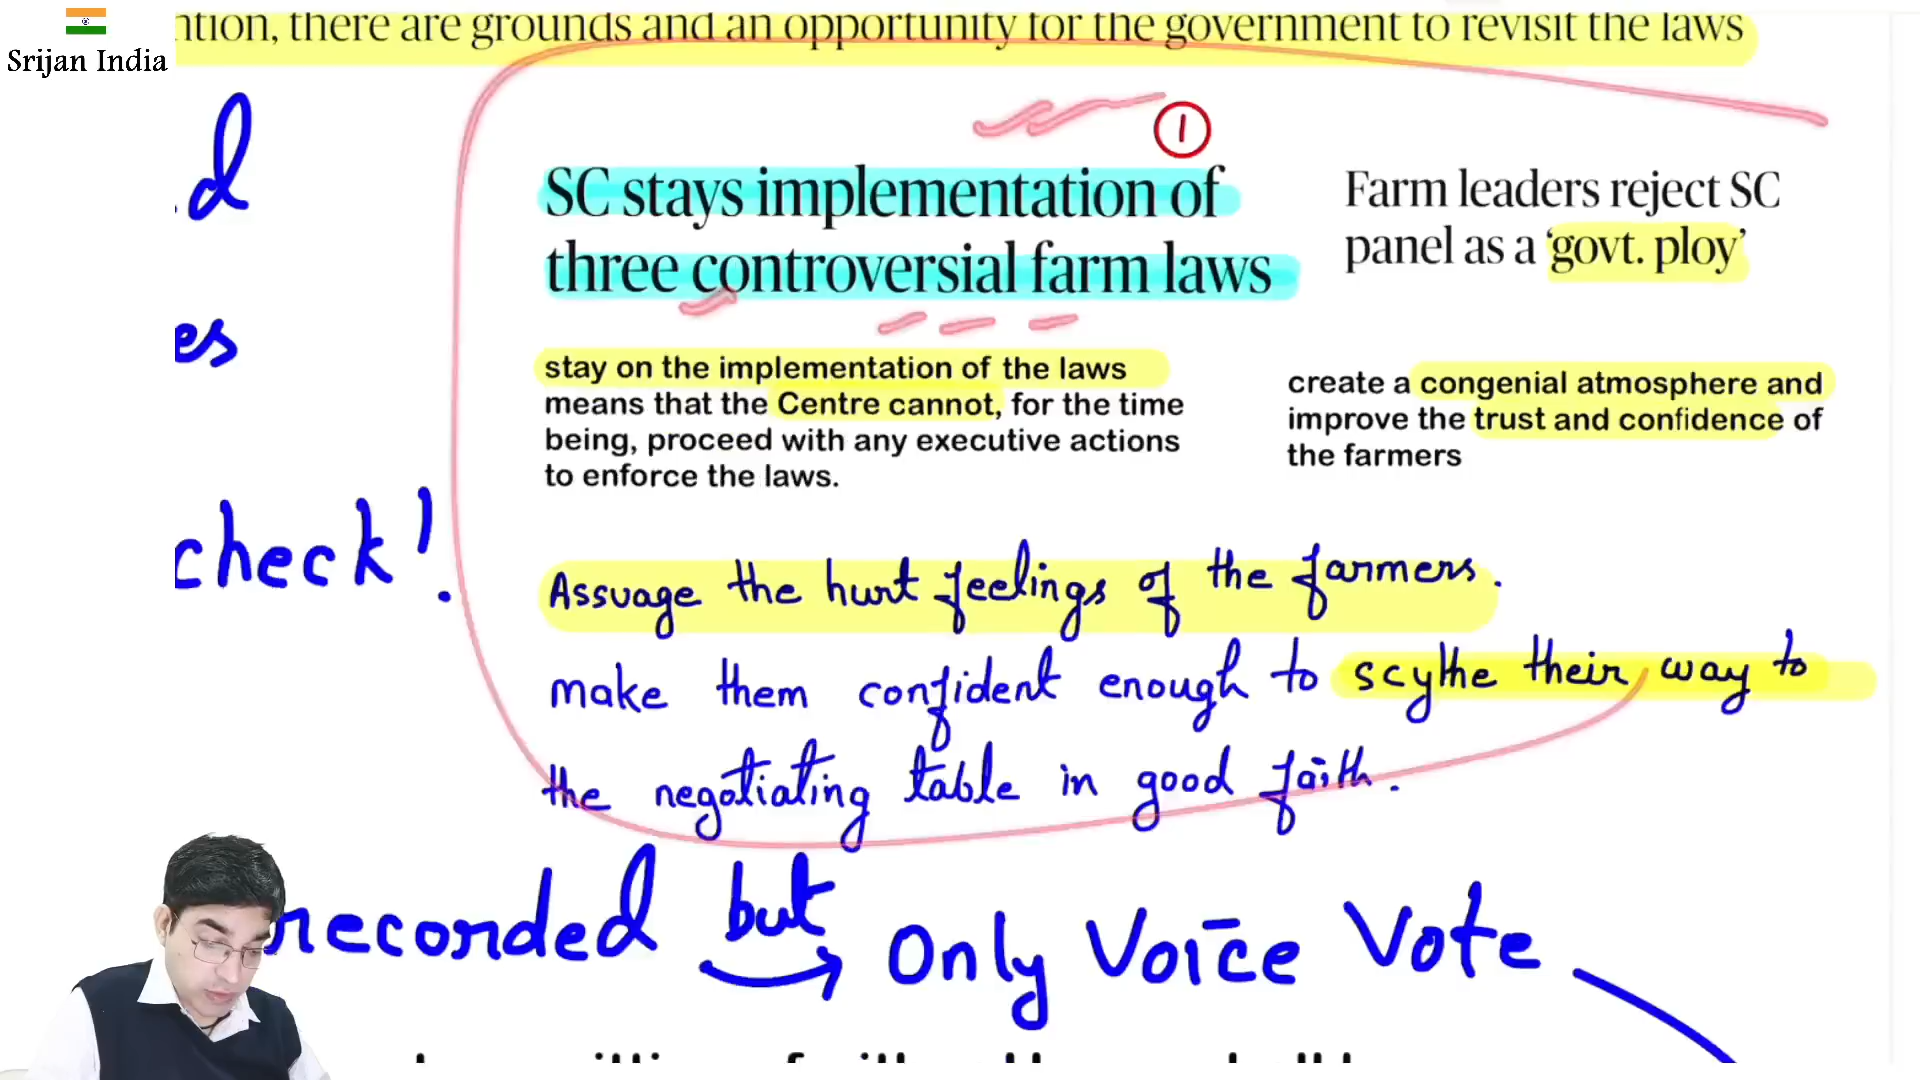 ntion, there are grounds and an opportunity for the government to revisit the laws
Srijan India
d
1
SC stays implementation of
three controversial farm laws
Farm leaders reject SC
panel as a 'govt. ploy'
es
stay on the implementation of the laws
means that the Centre cannot, for the time
being, proceed with any executive actions
to enforce the laws.
create a congenial atmosphere and
improve the trust and confidence of
the farmers
check!
Assuage the hurt feelings of the farmers.
make them confident enough to scythe their way to
the negotiating table in good faith.
recorded but → Only Voice Vote